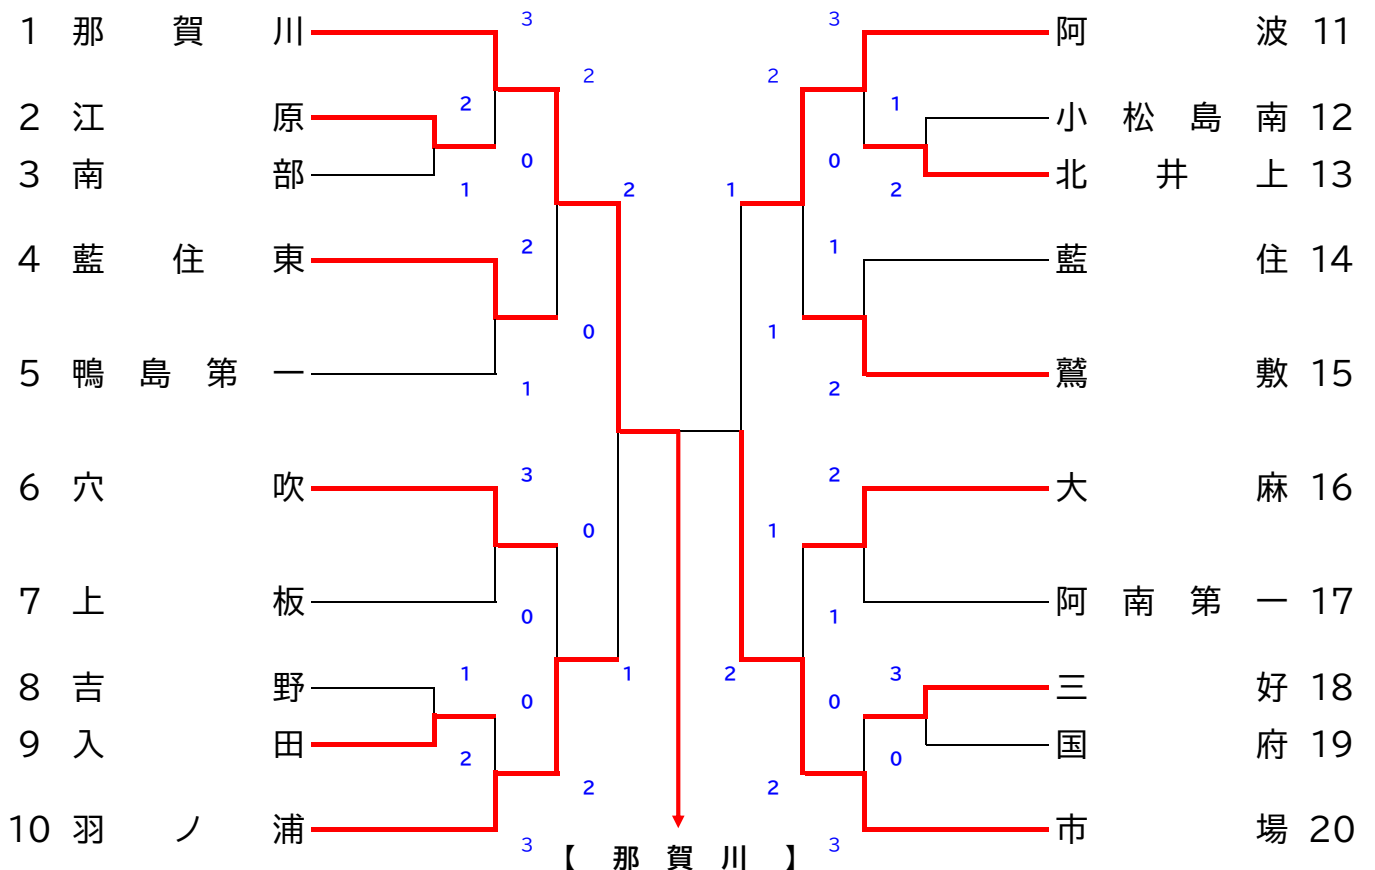 3 3
1 那賀川 阿波 11
2 2
2 1
2 江原 小松島南 12
0 0
3 南部 北井上 13
1 2 1 2
2 1
4 藍住東 藍住 14
0 1
5 鴨島第一 鷲敷 15
1 2
3 2
6 穴吹 大麻 16
0 1
7 上板 阿南第一 17
0 1
1 1 2 3
8 吉野 三好 18
0 0
9 入田 国府 19
2 0
2 2
10 羽ノ浦 市場 20
3 3
【 那賀川 】